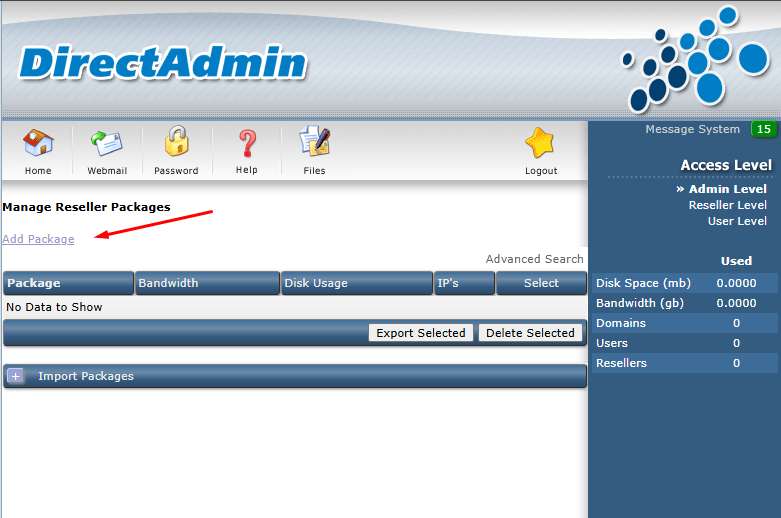 DirectAdmin
Message System 15
Home Webmail Password Help Files Logout
Access Level
» Admin Level
Reseller Level
User Level
Manage Reseller Packages
Add Package
Advanced Search
Package Bandwidth Disk Usage IP's Select
No Data to Show
Export Selected Delete Selected
+ Import Packages
Used
Disk Space (mb) 0.0000
Bandwidth (gb) 0.0000
Domains 0
Users 0
Resellers 0